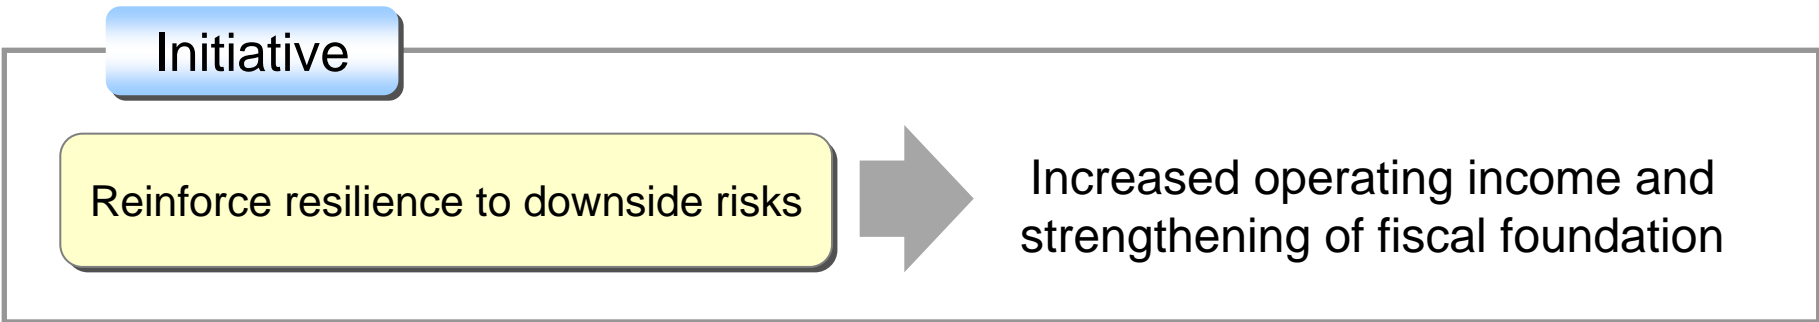 Initiative
Reinforce resilience to downside risks
Increased operating income and
strengthening of fiscal foundation